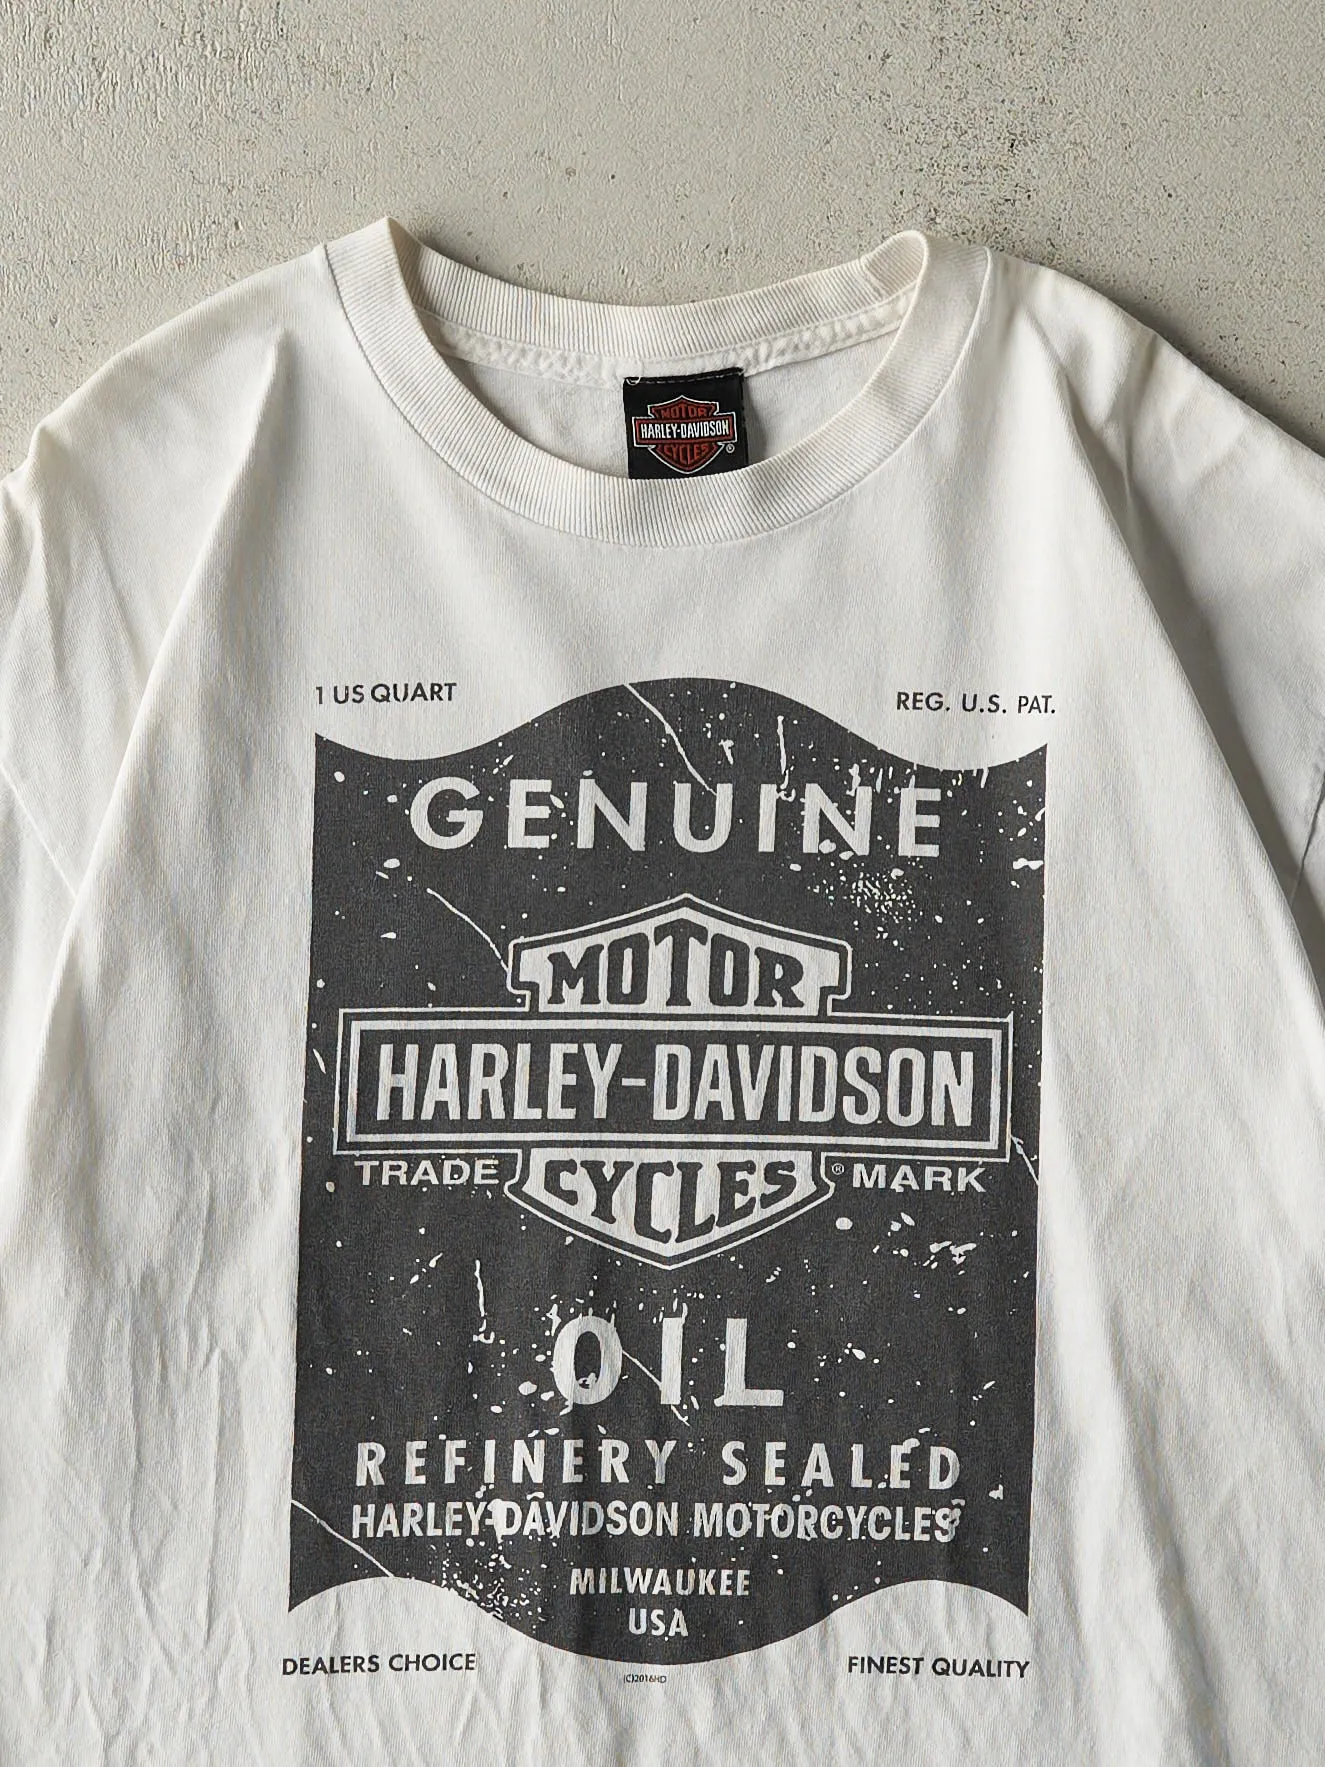 MOTOR
HARLEY-DAVIDSON
CYCLES ®
1 US QUART
REG. U.S. PAT.
GENUINE
MOTOR
HARLEY-DAVIDSON
TRADE CYCLES ® MARK
OIL
REFINERY SEALED
HARLEY-DAVIDSON MOTORCYCLES
MILWAUKEE
USA
DEALERS CHOICE
FINEST QUALITY
(C)2016HD